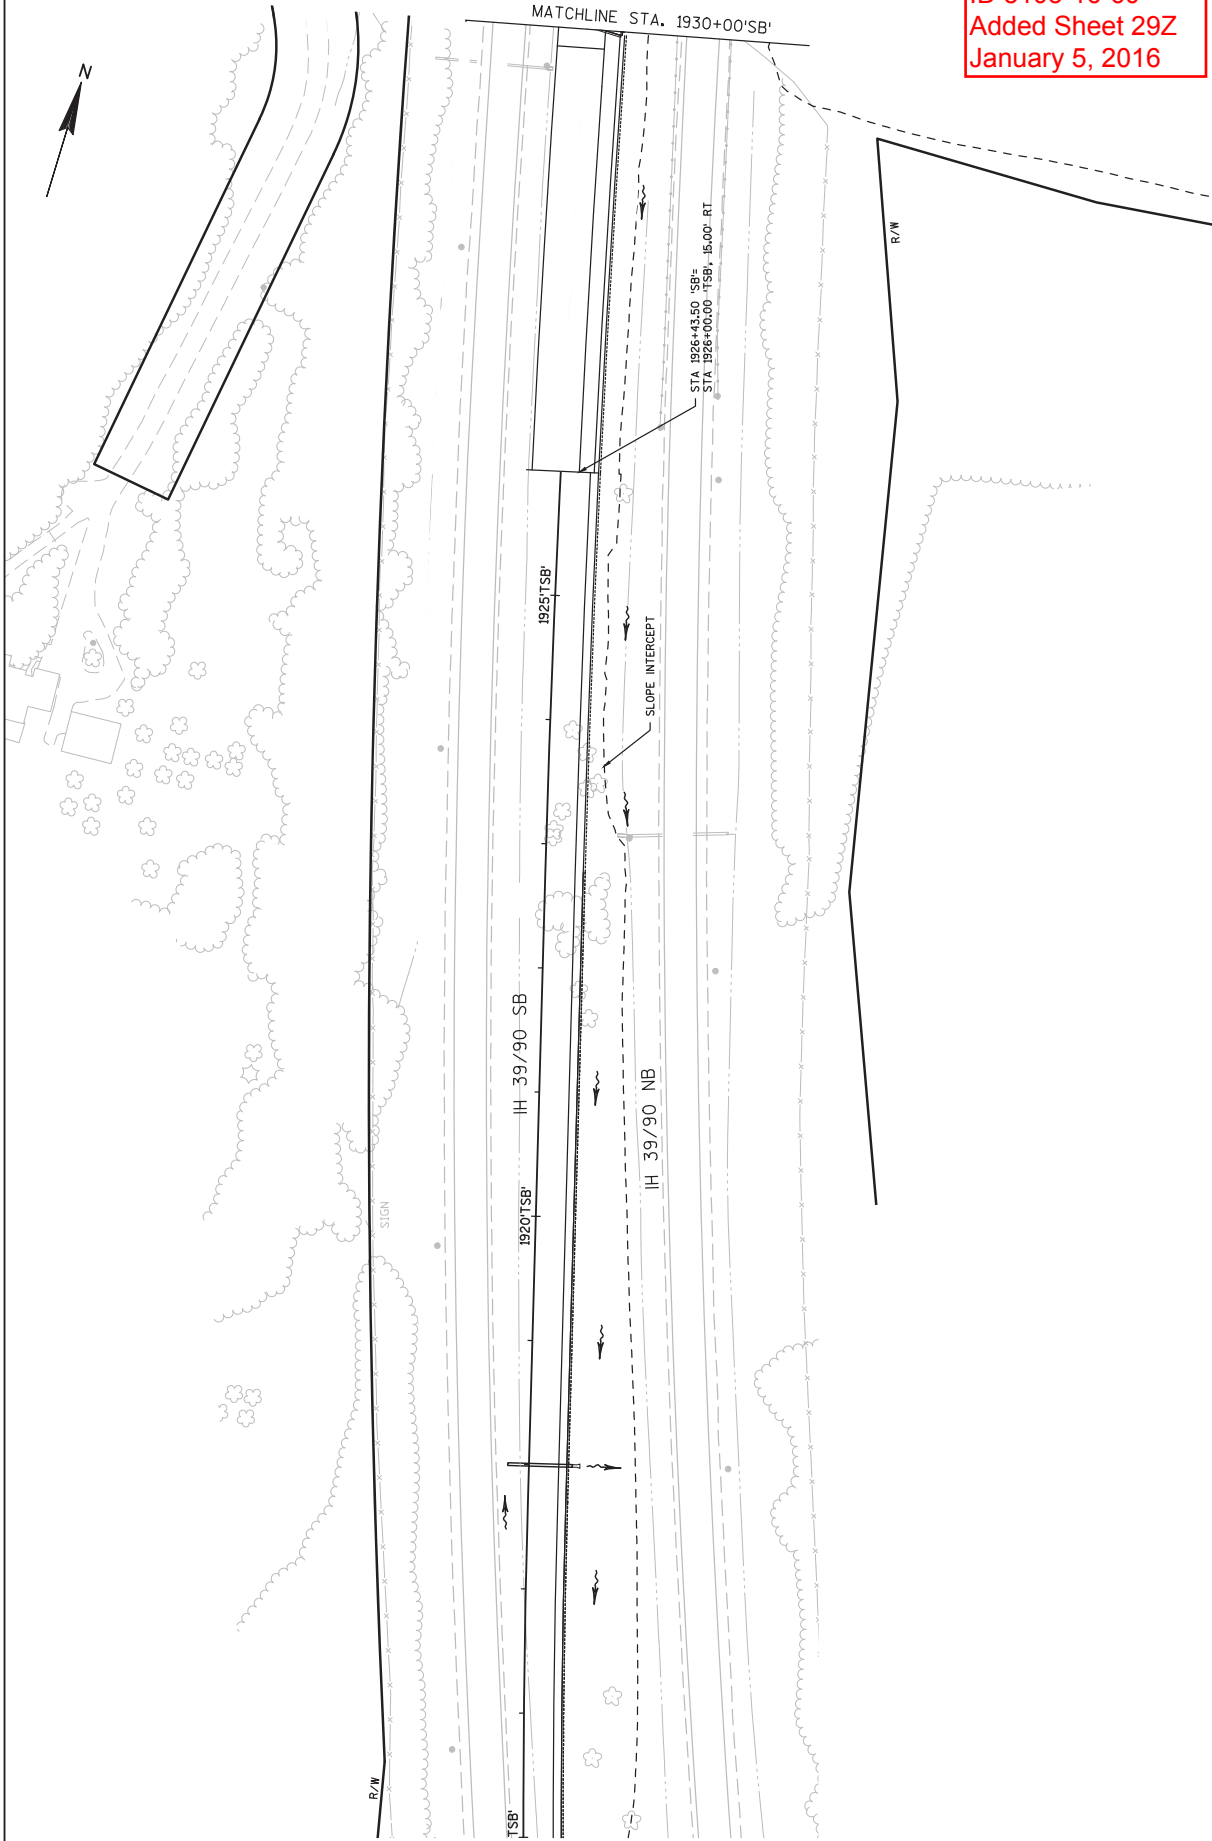 MATCHLINE STA. 1930+00'SB'
Added Sheet 29Z
January 5, 2016
N
R/W
STA 1926+43.50 'SB'=
STA 1926+00.00 'TSB', 15.00' RT
1925'TSB'
SLOPE INTERCEPT
IH 39/90 SB
IH 39/90 NB
1920'TSB'
SIGN
R/W
TSB'